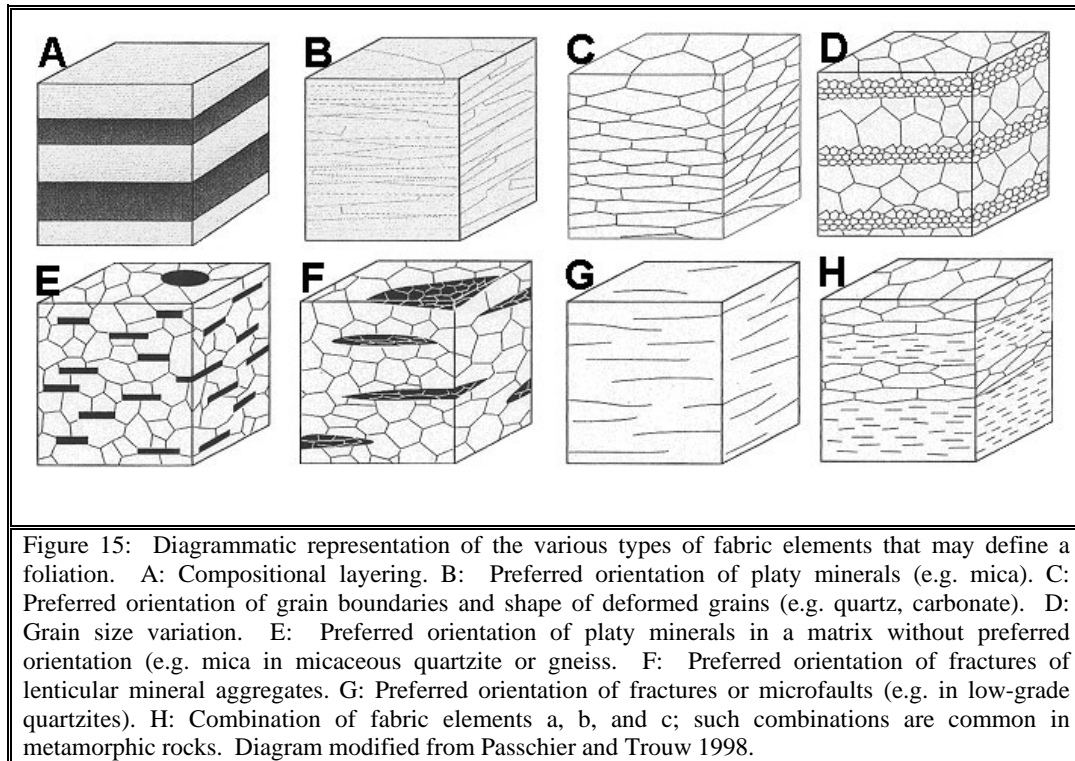 A B C D
E F G H
Figure 15: Diagrammatic representation of the various types of fabric elements that may define a
foliation. A: Compositional layering. B: Preferred orientation of platy minerals (e.g. mica). C:
Preferred orientation of grain boundaries and shape of deformed grains (e.g. quartz, carbonate). D:
Grain size variation. E: Preferred orientation of platy minerals in a matrix without preferred
orientation (e.g. mica in micaceous quartzite or gneiss. F: Preferred orientation of fractures of
lenticular mineral aggregates. G: Preferred orientation of fractures or microfaults (e.g. in low-grade
quartzites). H: Combination of fabric elements a, b, and c; such combinations are common in
metamorphic rocks. Diagram modified from Passchier and Trouw 1998.